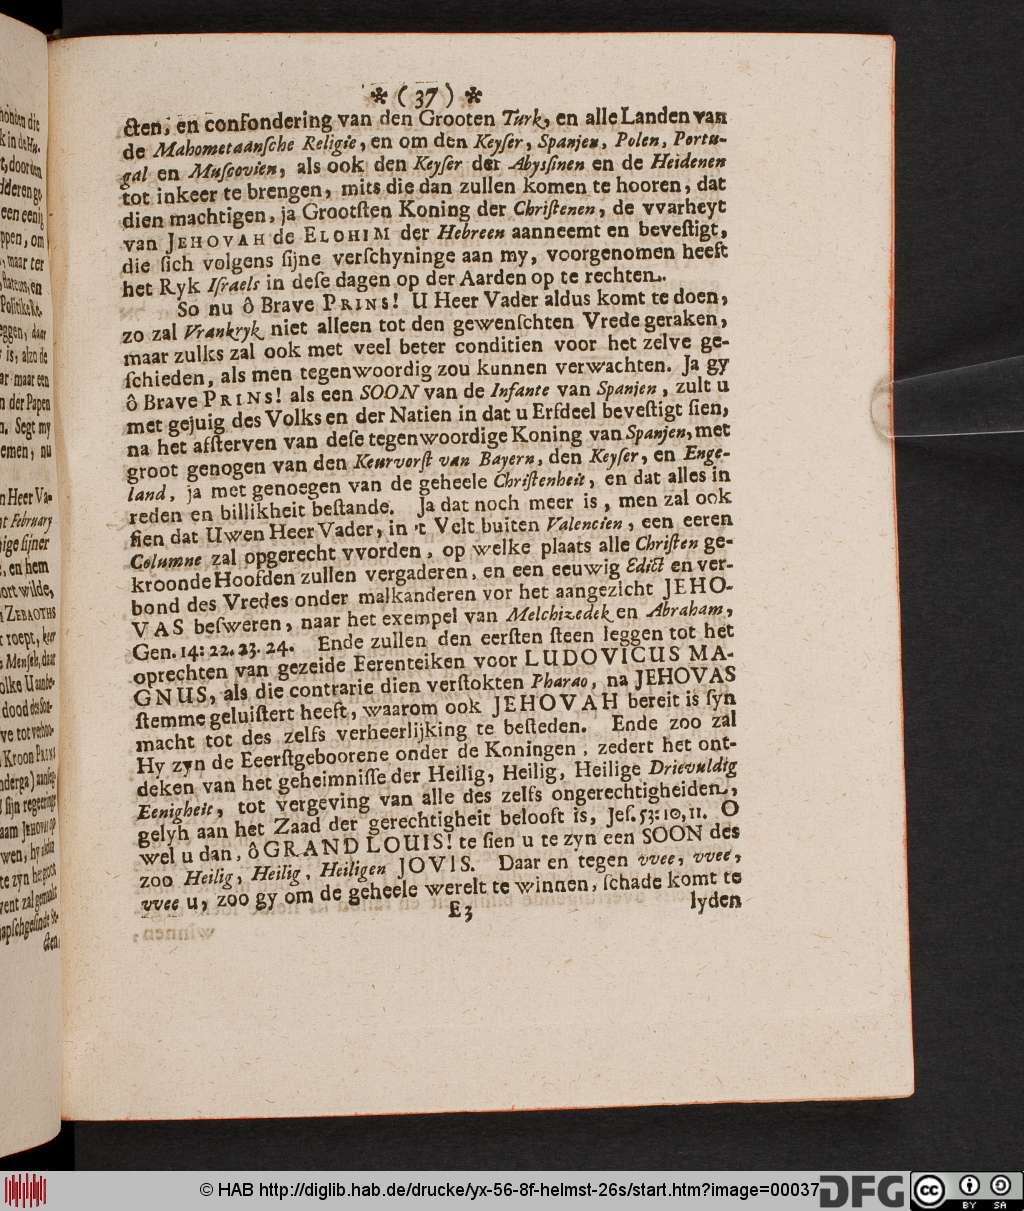 ✻ ( 37 ) ✻
cten, en confondering van den Grooten Turk, en alle Landen van
de Mahometaansche Religie, en om den Keyser, Spanjen, Polen, Portu-
gal en Muscovien, als ook den Keyser der Abyssinen en de Heidenen
tot inkeer te brengen, mits die dan zullen komen te hooren, dat
dien machtigen, ja Grootsten Koning der Christenen, de vvarheyt
van JEHOVAH de ELOHIM der Hebreen aanneemt en bevestigt,
die sich volgens sijne verschyninge aan my, voorgenomen heeft
het Ryk Israels in dese dagen op der Aarden op te rechten.
So nu ô Brave PRINS! U Heer Vader aldus komt te doen,
zo zal Vrankryk niet alleen tot den gewenschten Vrede geraken,
maar zulks zal ook met veel beter conditien voor het zelve ge-
schieden, als men tegenwoordig zou kunnen verwachten. Ja gy
ô Brave PRINS! als een SOON van de Infante van Spanjen, zult u
met gejuig des Volks en der Natien in dat u Erfdeel bevestigt sien,
na het afsterven van dese tegenwoordige Koning van Spanjen, met
groot genogen van den Keurvorst van Bayern, den Keyser, en Enge-
land, ja met genoegen van de geheele Christenheit, en dat alles in
reden en billikheit bestande. Ja dat noch meer is, men zal ook
sien dat Uwen Heer Vader, in 't Velt buiten Valencien, een eeren
Columne zal opgerecht vvorden, op welke plaats alle Christen ge-
kroonde Hoofden zullen vergaderen, en een eeuwig Edict en ver-
bond des Vredes onder malkanderen vor het aangezicht JEHO-
VAS besweren, naar het exempel van Melchizedek en Abraham,
Gen. 14: 22. 23. 24. Ende zullen den eersten steen leggen tot het
oprechten van gezeide Eerenteiken voor LUDOVICUS MA-
GNUS, als die contrarie dien verstokten Pharao, na JEHOVAS
stemme geluistert heeft, waarom ook JEHOVAH bereit is syn
macht tot des zelfs verheerlijking te besteden. Ende zoo zal
Hy zyn de Eeerstgeboorene onder de Koningen, zedert het ont-
deken van het geheimnisse der Heilig, Heilig, Heilige Drievuldig
Eenigheit, tot vergeving van alle des zelfs ongerechtigheiden,
gelyh aan het Zaad der gerechtigheit belooft is, Jes. 53: 10, 11. O
wel u dan, ô GRAND LOUIS! te sien u te zyn een SOON des
zoo Heilig, Heilig, Heiligen JOVIS. Daar en tegen vvee, vvee,
vvee u, zoo gy om de geheele werelt te winnen, schade komt te
E3 lyden
© HAB http://diglib.hab.de/drucke/yx-56-8f-helmst-26s/start.htm?image=00037
DFG
cc BY SA